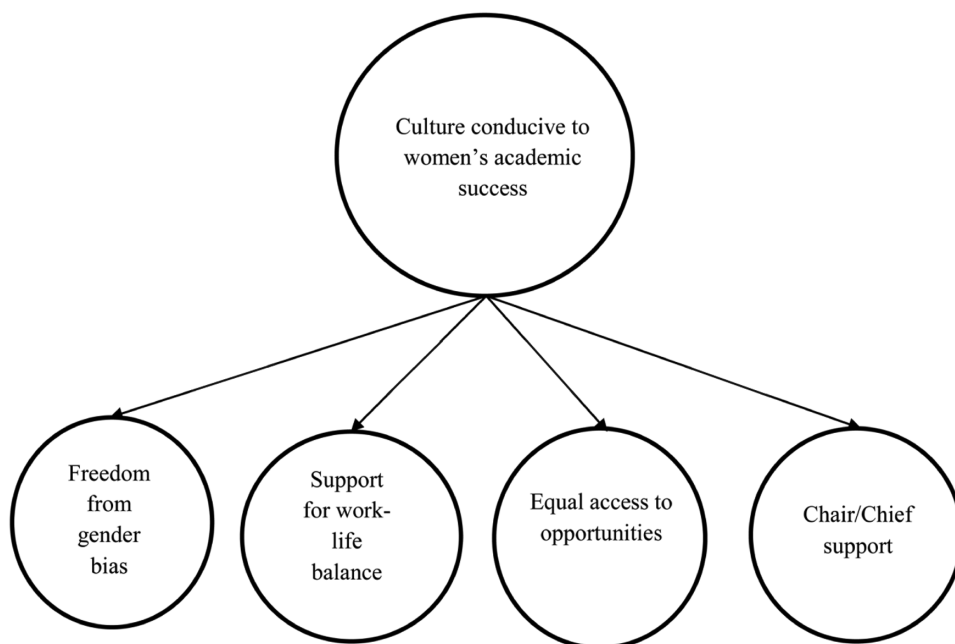 Culture conducive to
women’s academic
success
Freedom
from
gender
bias
Support
for work-
life
balance
Equal access to
opportunities
Chair/Chief
support